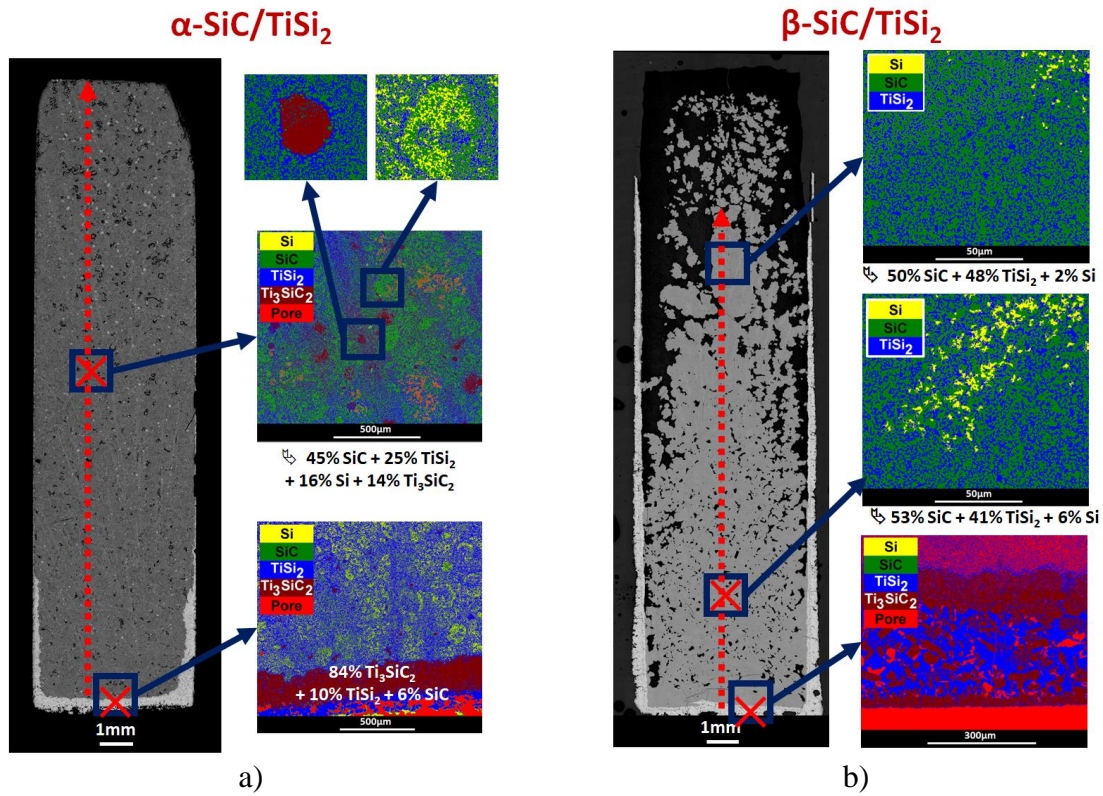 α-SiC/TiSi₂
Si
SiC
TiSi₂
Ti₃SiC₂
Pore
500µm
45% SiC + 25% TiSi₂
+ 16% Si + 14% Ti₃SiC₂
Si
SiC
TiSi₂
Ti₃SiC₂
Pore
84% Ti₃SiC₂
+ 10% TiSi₂ + 6% SiC
500µm
1mm
a)
β-SiC/TiSi₂
Si
SiC
TiSi₂
50µm
50% SiC + 48% TiSi₂ + 2% Si
Si
SiC
TiSi₂
50µm
53% SiC + 41% TiSi₂ + 6% Si
Si
SiC
TiSi₂
Ti₃SiC₂
Pore
300µm
1mm
b)